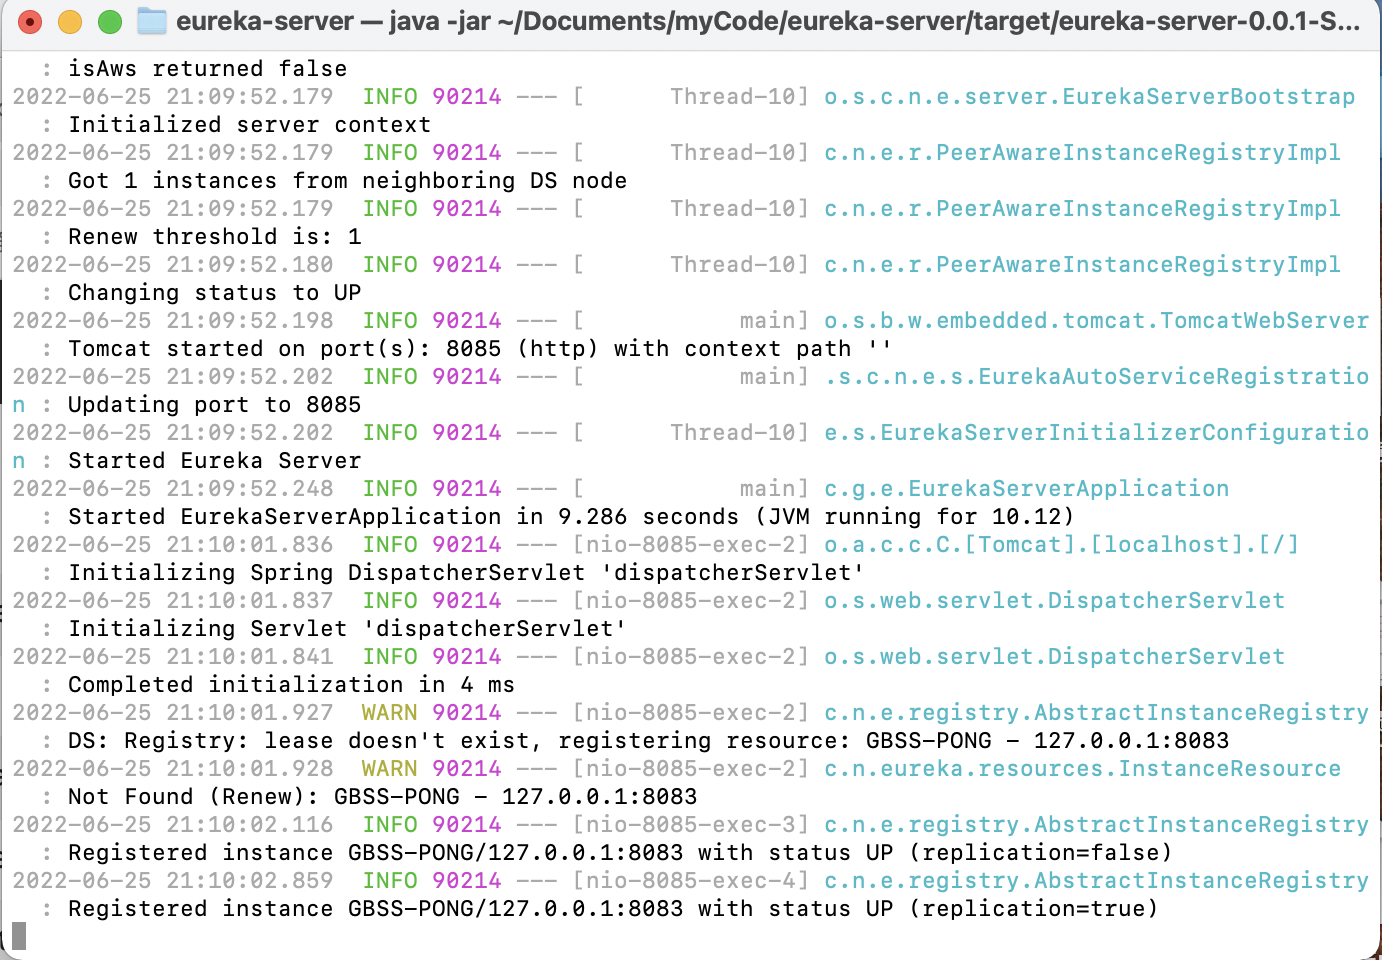 eureka-server — java -jar ~/Documents/myCode/eureka-server/target/eureka-server-0.0.1-S...
: isAws returned false
2022-06-25 21:09:52.179  INFO 90214 --- [      Thread-10] o.s.c.n.e.server.EurekaServerBootstrap
: Initialized server context
2022-06-25 21:09:52.179  INFO 90214 --- [      Thread-10] c.n.e.r.PeerAwareInstanceRegistryImpl
: Got 1 instances from neighboring DS node
2022-06-25 21:09:52.179  INFO 90214 --- [      Thread-10] c.n.e.r.PeerAwareInstanceRegistryImpl
: Renew threshold is: 1
2022-06-25 21:09:52.180  INFO 90214 --- [      Thread-10] c.n.e.r.PeerAwareInstanceRegistryImpl
: Changing status to UP
2022-06-25 21:09:52.198  INFO 90214 --- [           main] o.s.b.w.embedded.tomcat.TomcatWebServer
: Tomcat started on port(s): 8085 (http) with context path ''
2022-06-25 21:09:52.202  INFO 90214 --- [           main] .s.c.n.e.s.EurekaAutoServiceRegistratio
n : Updating port to 8085
2022-06-25 21:09:52.202  INFO 90214 --- [      Thread-10] e.s.EurekaServerInitializerConfiguratio
n : Started Eureka Server
2022-06-25 21:09:52.248  INFO 90214 --- [           main] c.g.e.EurekaServerApplication
: Started EurekaServerApplication in 9.286 seconds (JVM running for 10.12)
2022-06-25 21:10:01.836  INFO 90214 --- [nio-8085-exec-2] o.a.c.c.C.[Tomcat].[localhost].[/]
: Initializing Spring DispatcherServlet 'dispatcherServlet'
2022-06-25 21:10:01.837  INFO 90214 --- [nio-8085-exec-2] o.s.web.servlet.DispatcherServlet
: Initializing Servlet 'dispatcherServlet'
2022-06-25 21:10:01.841  INFO 90214 --- [nio-8085-exec-2] o.s.web.servlet.DispatcherServlet
: Completed initialization in 4 ms
2022-06-25 21:10:01.927  WARN 90214 --- [nio-8085-exec-2] c.n.e.registry.AbstractInstanceRegistry
: DS: Registry: lease doesn't exist, registering resource: GBSS-PONG - 127.0.0.1:8083
2022-06-25 21:10:01.928  WARN 90214 --- [nio-8085-exec-2] c.n.eureka.resources.InstanceResource
: Not Found (Renew): GBSS-PONG - 127.0.0.1:8083
2022-06-25 21:10:02.116  INFO 90214 --- [nio-8085-exec-3] c.n.e.registry.AbstractInstanceRegistry
: Registered instance GBSS-PONG/127.0.0.1:8083 with status UP (replication=false)
2022-06-25 21:10:02.859  INFO 90214 --- [nio-8085-exec-4] c.n.e.registry.AbstractInstanceRegistry
: Registered instance GBSS-PONG/127.0.0.1:8083 with status UP (replication=true)